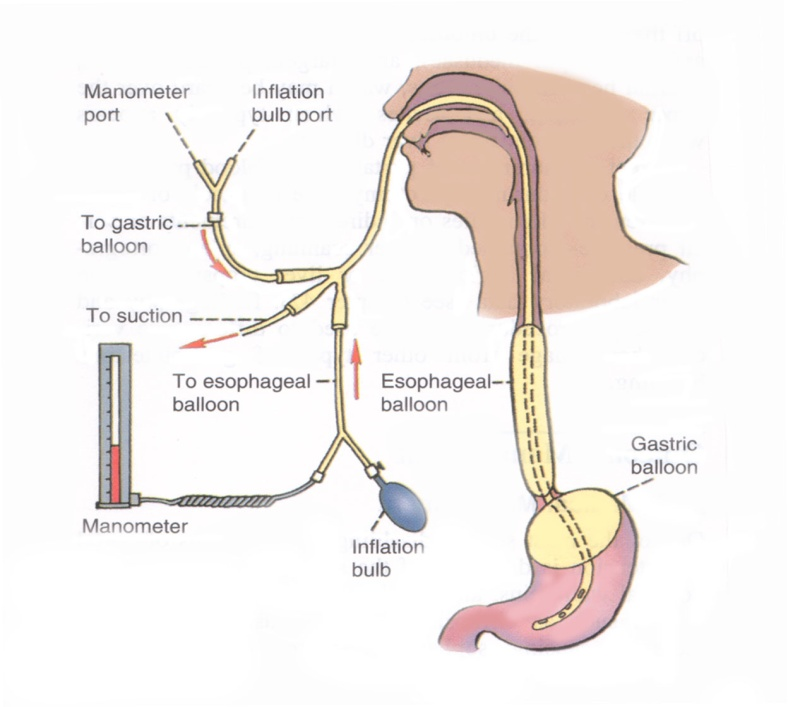 Manometer
port
Inflation
bulb port
To gastric
balloon
To suction
To esophageal
balloon
Esophageal
balloon
Gastric
balloon
Manometer
Inflation
bulb